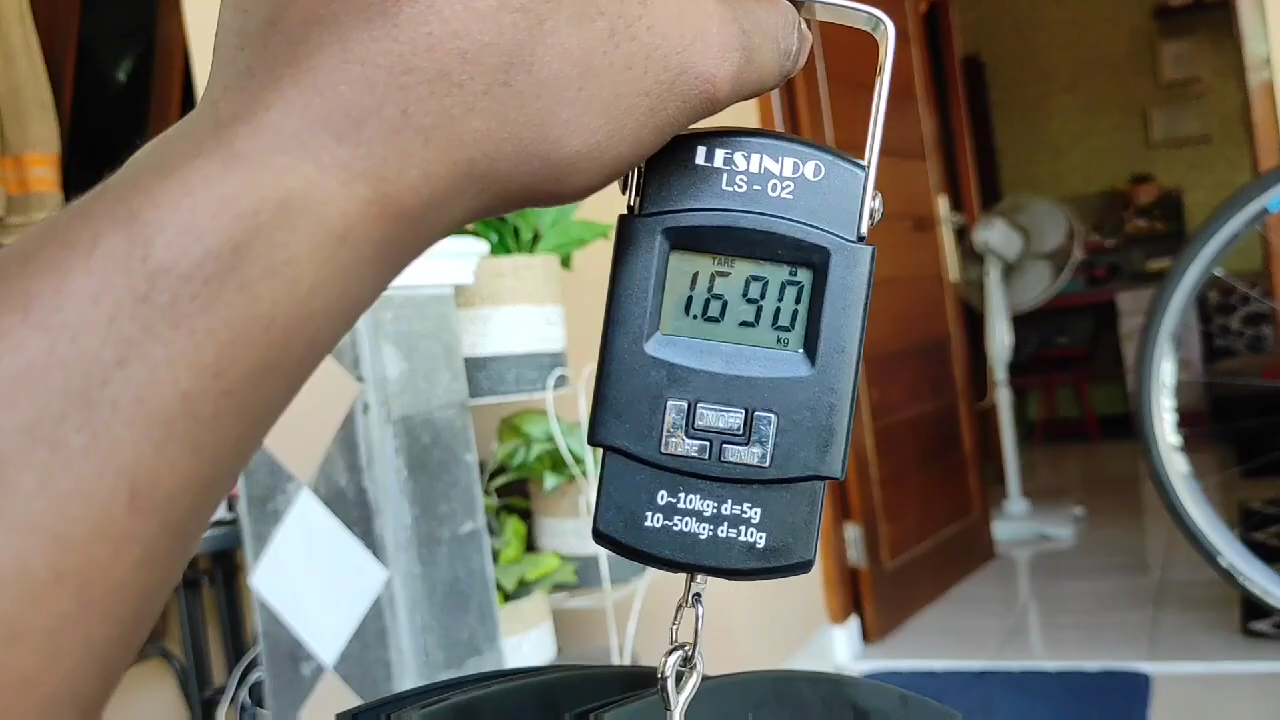 LESINDO
LS - 02
TARE
1.690
kg
ON/OFF
TARE
UNIT
0~10kg: d=5g
10~50kg: d=10g